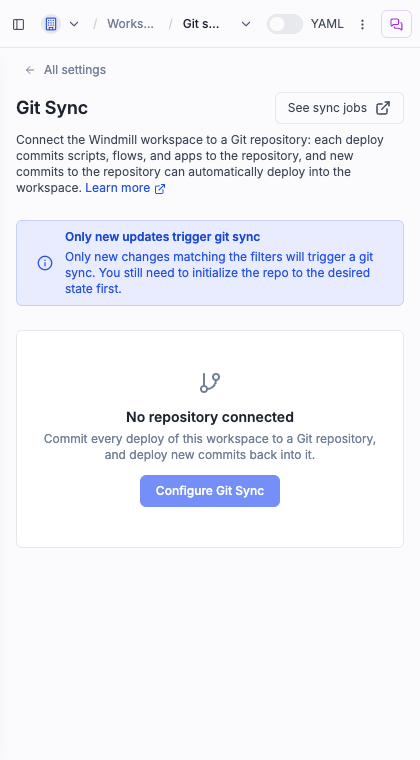 / Works... / Git s... YAML
All settings
Git Sync
See sync jobs
Connect the Windmill workspace to a Git repository: each deploy
commits scripts, flows, and apps to the repository, and new
commits to the repository can automatically deploy into the
workspace. Learn more
Only new updates trigger git sync
Only new changes matching the filters will trigger a git
sync. You still need to initialize the repo to the desired
state first.
No repository connected
Commit every deploy of this workspace to a Git repository,
and deploy new commits back into it.
Configure Git Sync